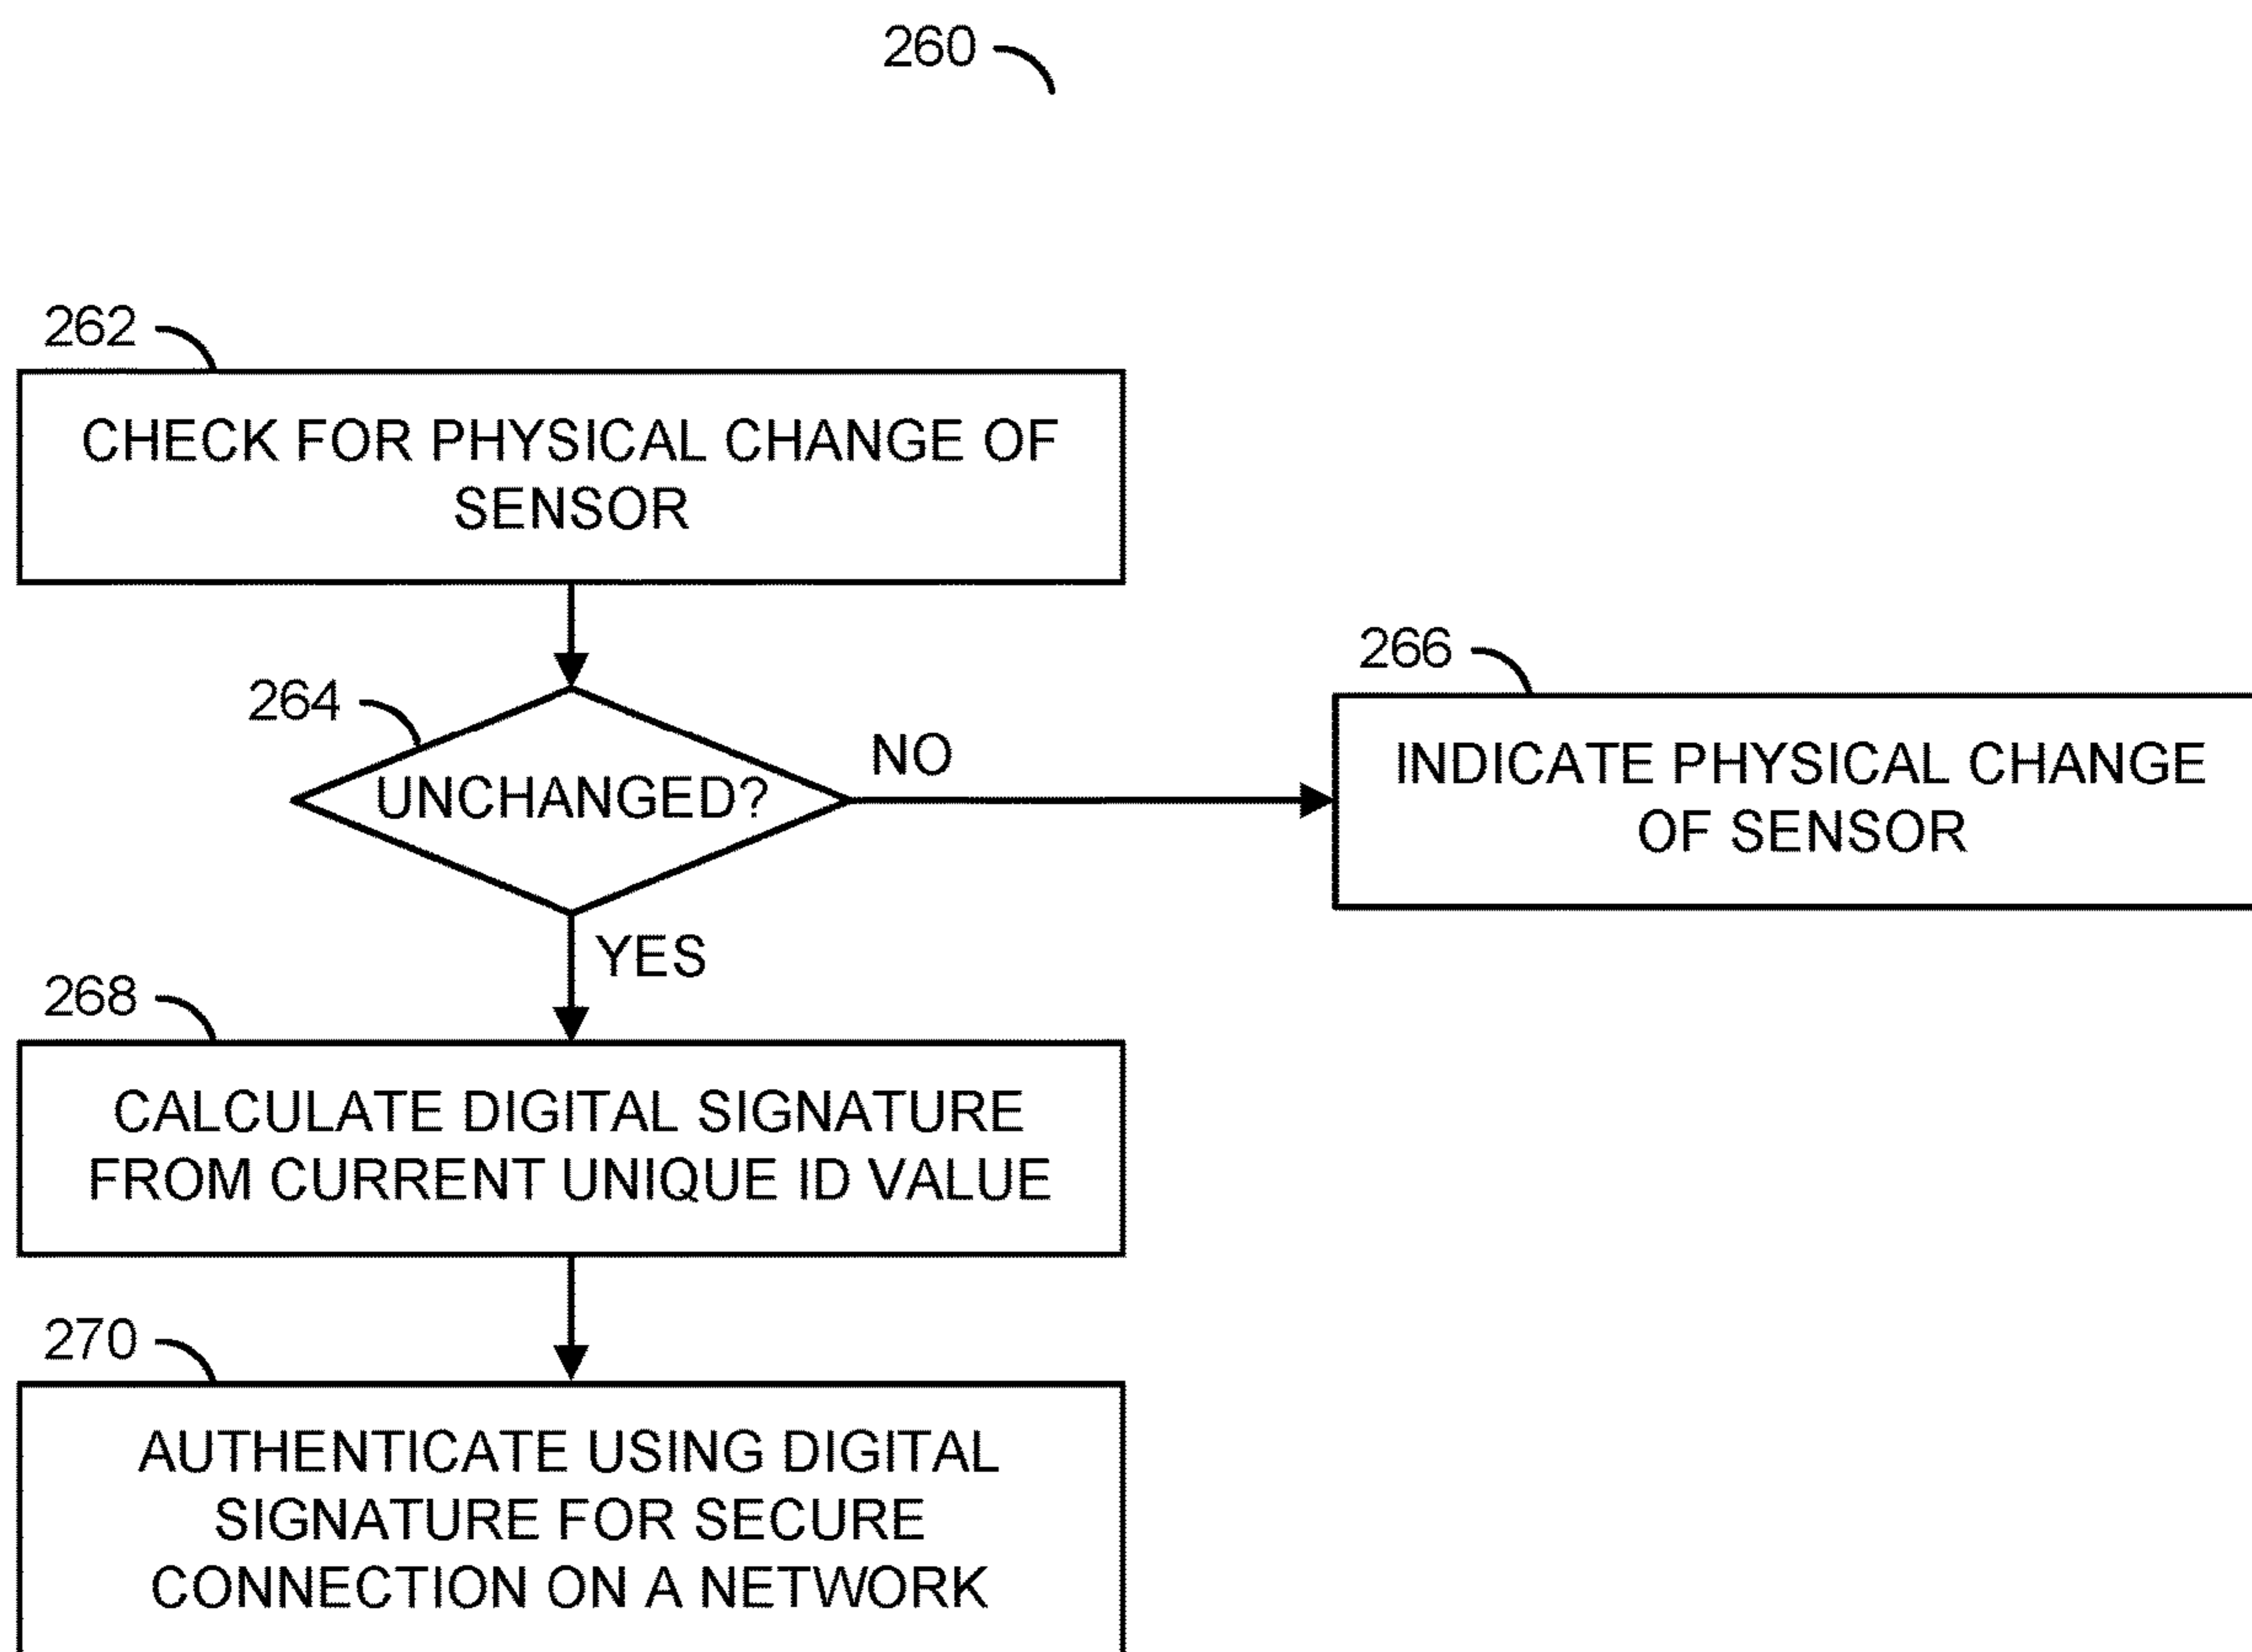 260
262
CHECK FOR PHYSICAL CHANGE OF
SENSOR
264
UNCHANGED?
NO
266
INDICATE PHYSICAL CHANGE
OF SENSOR
YES
268
CALCULATE DIGITAL SIGNATURE
FROM CURRENT UNIQUE ID VALUE
270
AUTHENTICATE USING DIGITAL
SIGNATURE FOR SECURE
CONNECTION ON A NETWORK